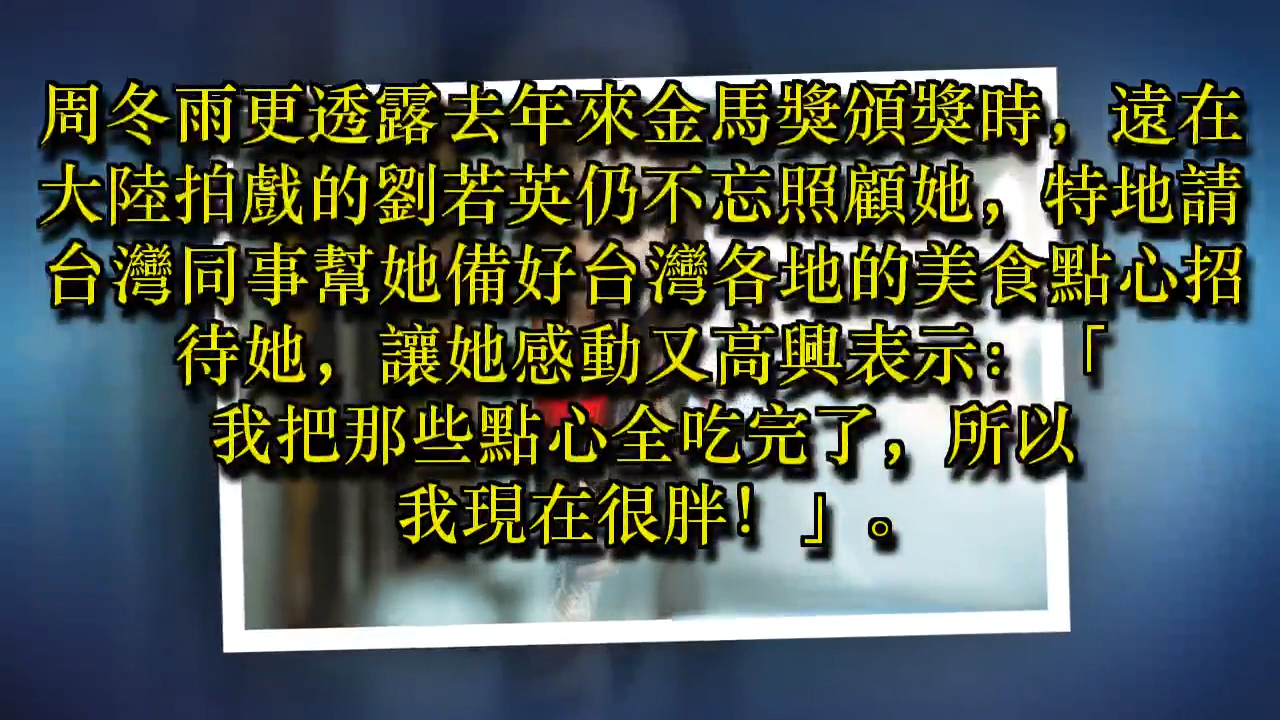 周冬雨更透露去年來金馬獎頒獎時，遠在
大陸拍戲的劉若英仍不忘照顧她，特地請
台灣同事幫她備好台灣各地的美食點心招
待她，讓她感動又高興表示：「
我把那些點心全吃完了，所以
我現在很胖！」。